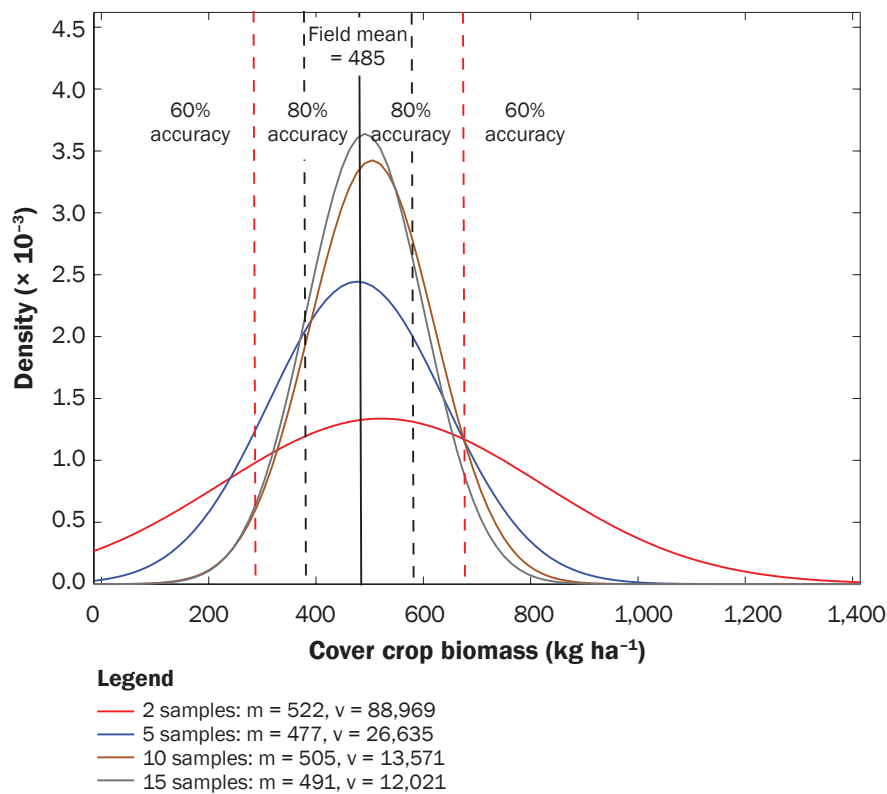 4.5
4.0
3.5
3.0
2.5
2.0
1.5
1.0
0.5
0.0
Density (× 10⁻³)
Field mean
= 485
60%
accuracy
80%
accuracy
80%
accuracy
60%
accuracy
0 200 400 600 800 1,000 1,200 1,400
Cover crop biomass (kg ha⁻¹)
Legend
2 samples: m = 522, v = 88,969
5 samples: m = 477, v = 26,635
10 samples: m = 505, v = 13,571
15 samples: m = 491, v = 12,021